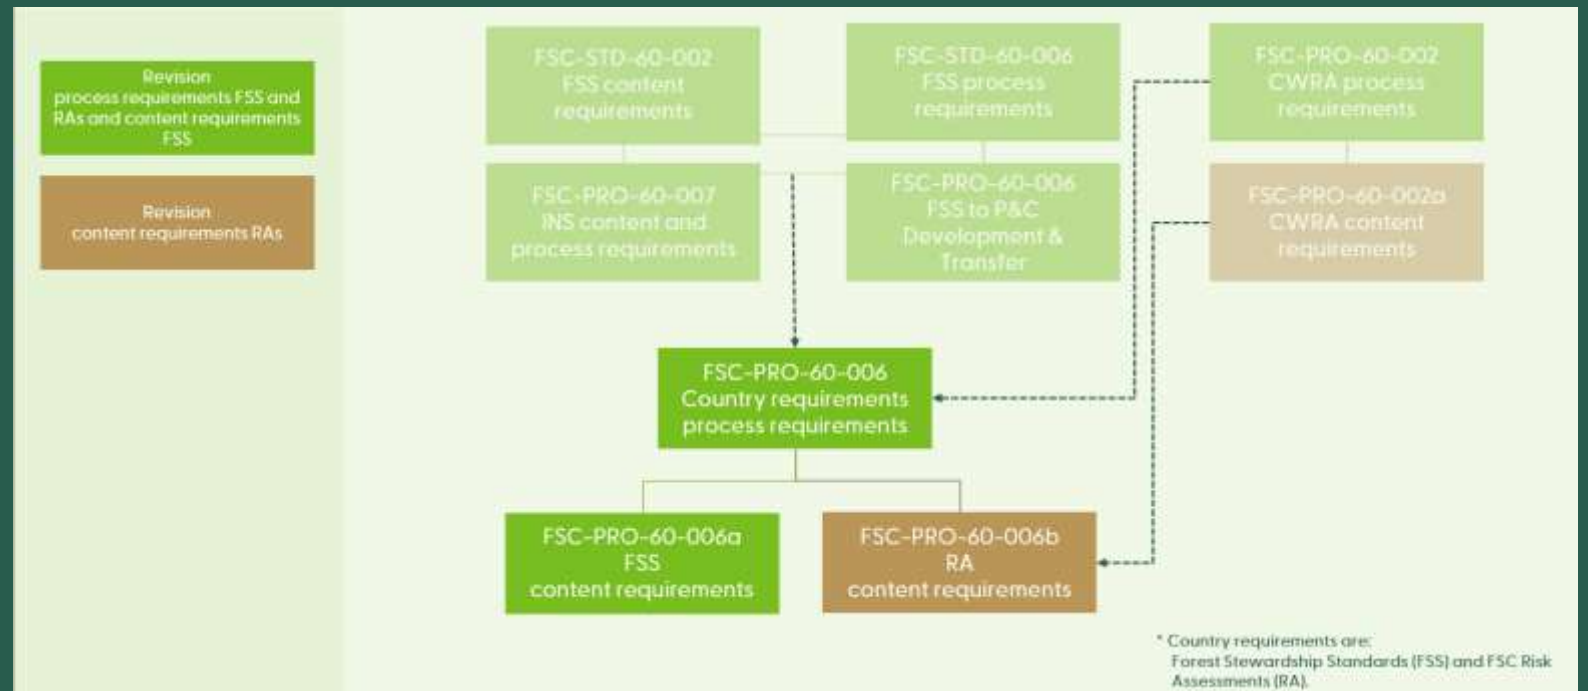 Revision
process requirements FSS and
RAs and content requirements
FSS
Revision
content requirements RAs
FSC-STD-60-002
FSS content
requirements
FSC-STD-60-006
FSS process
requirements
FSC-PRO-60-002
CWRA process
requirements
FSC-PRO-60-007
INS content and
process requirements
FSC-PRO-60-006
FSS to P&C
Development &
Transfer
FSC-PRO-60-002a
CWRA content
requirements
FSC-PRO-60-006
Country requirements
process requirements
FSC-PRO-60-006a
FSS
content requirements
FSC-PRO-60-006b
RA
content requirements
* Country requirements are:
Forest Stewardship Standards (FSS) and FSC Risk
Assessments (RA).